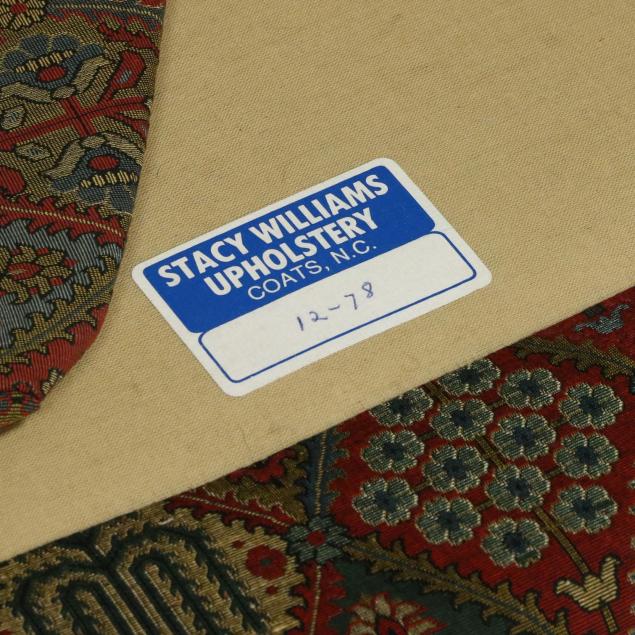 STACY WILLIAMS
UPHOLSTERY
COATS, N.C.
12-78